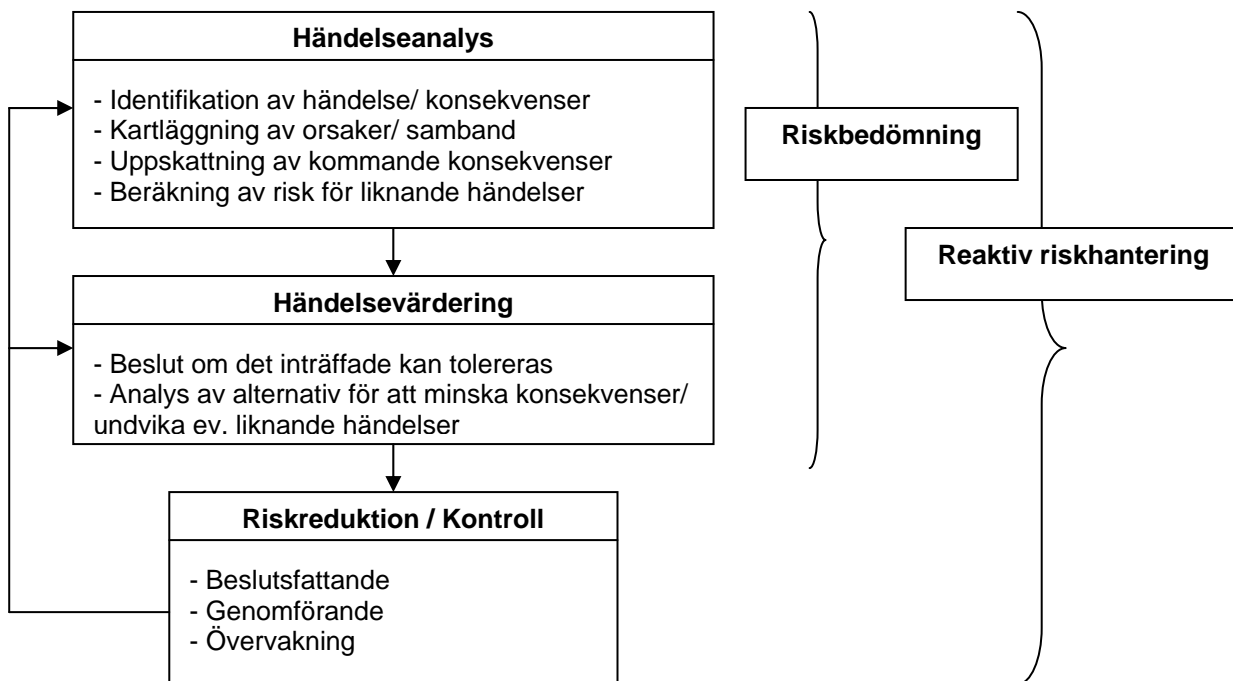 Händelseanalys
- Identifikation av händelse/ konsekvenser
- Kartläggning av orsaker/ samband
- Uppskattning av kommande konsekvenser
- Beräkning av risk för liknande händelser
Riskbedömning
Reaktiv riskhantering
Händelsevärdering
- Beslut om det inträffade kan tolereras
- Analys av alternativ för att minska konsekvenser/
undvika ev. liknande händelser
Riskreduktion / Kontroll
- Beslutsfattande
- Genomförande
- Övervakning